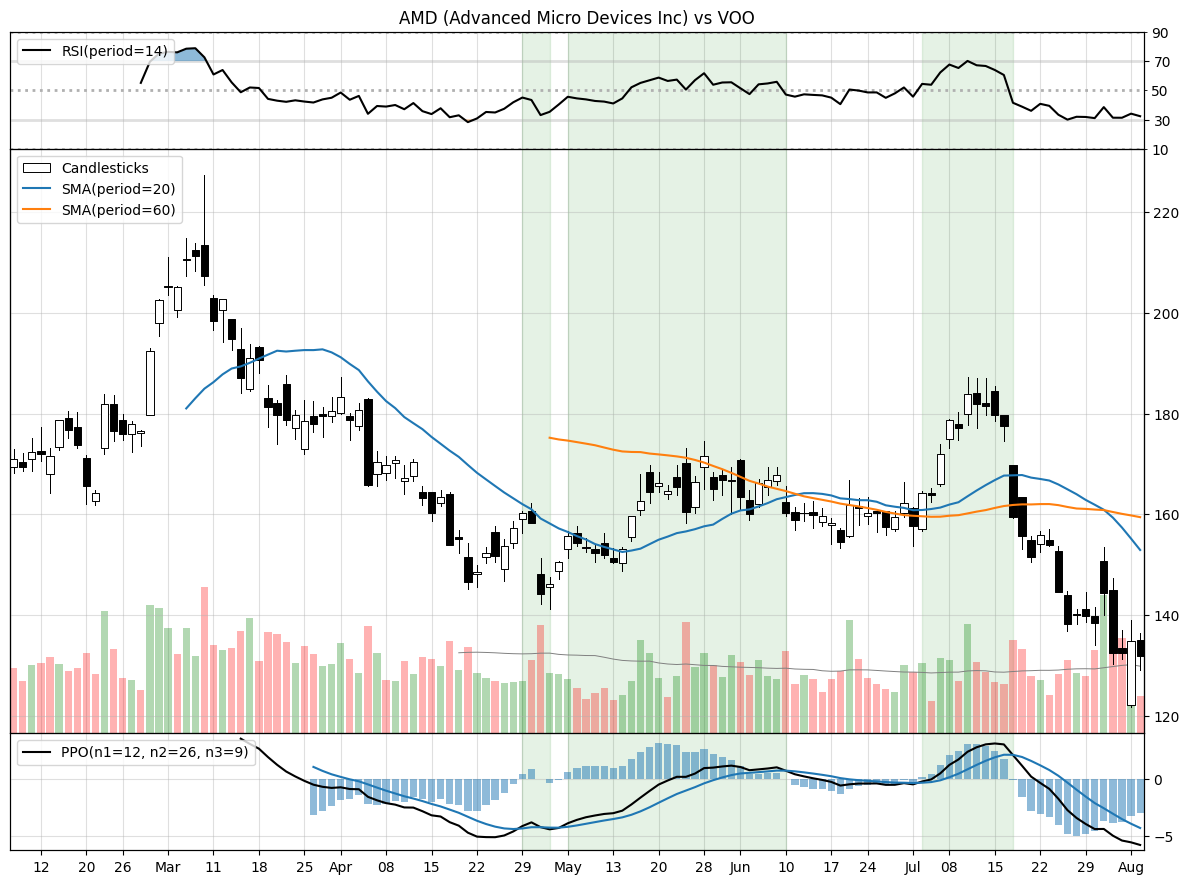 AMD (Advanced Micro Devices Inc) vs VOO
RSI(period=14)
90
70
50
30
10
Candlesticks
SMA(period=20)
SMA(period=60)
220
200
180
160
140
120
PPO(n1=12, n2=26, n3=9)
0
−5
12 20 26 Mar 11 18 25 Apr 08 15 22 29 May 13 20 28 Jun 10 17 24 Jul 08 15 22 29 Aug